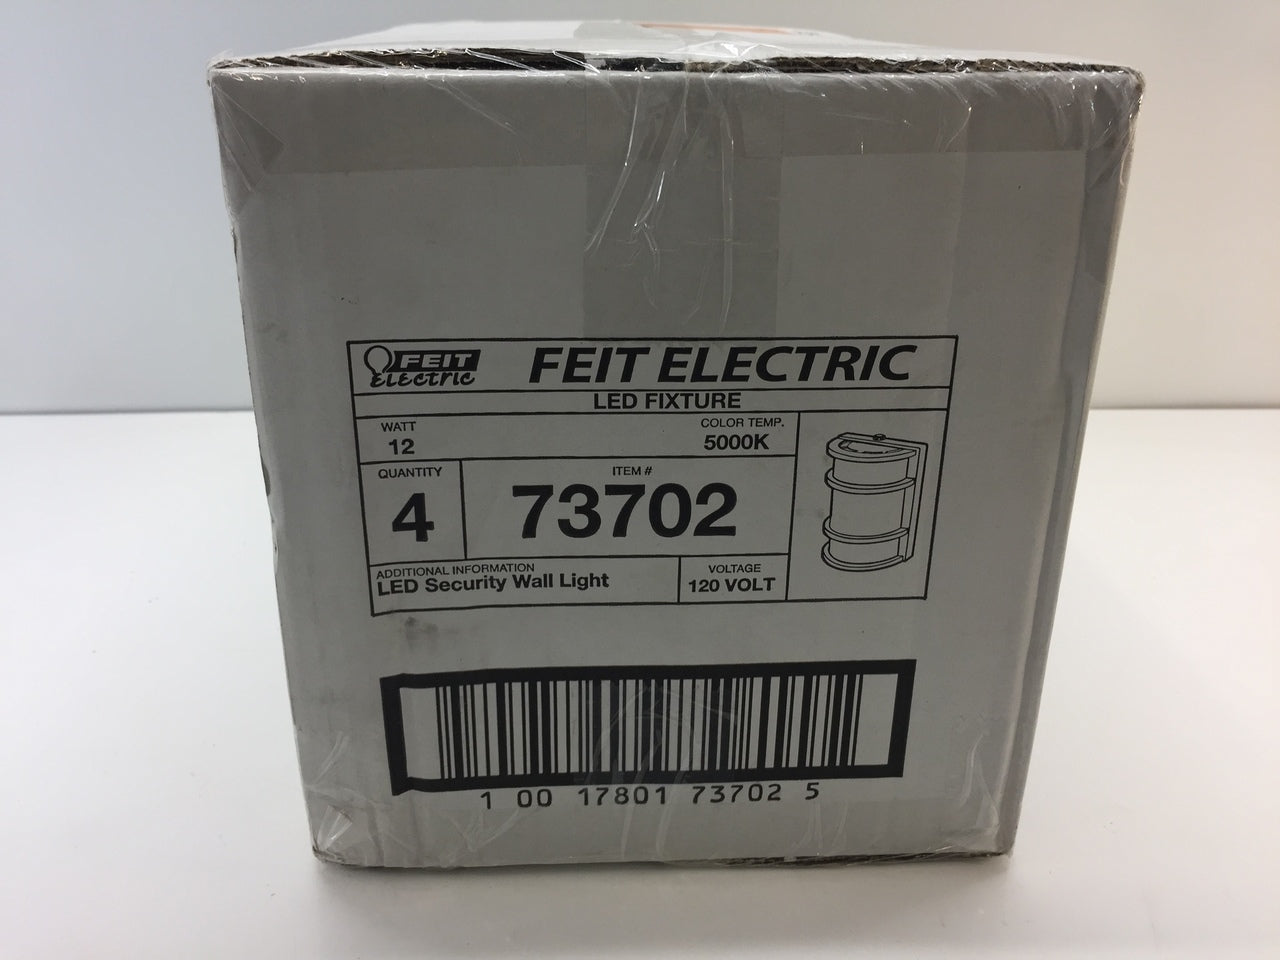 FEIT
ELECTRIC
FEIT ELECTRIC
LED FIXTURE
WATT
12
COLOR TEMP.
5000K
QUANTITY
4
ITEM #
73702
ADDITIONAL INFORMATION
LED Security Wall Light
VOLTAGE
120 VOLT
1 00 17801 73702 5